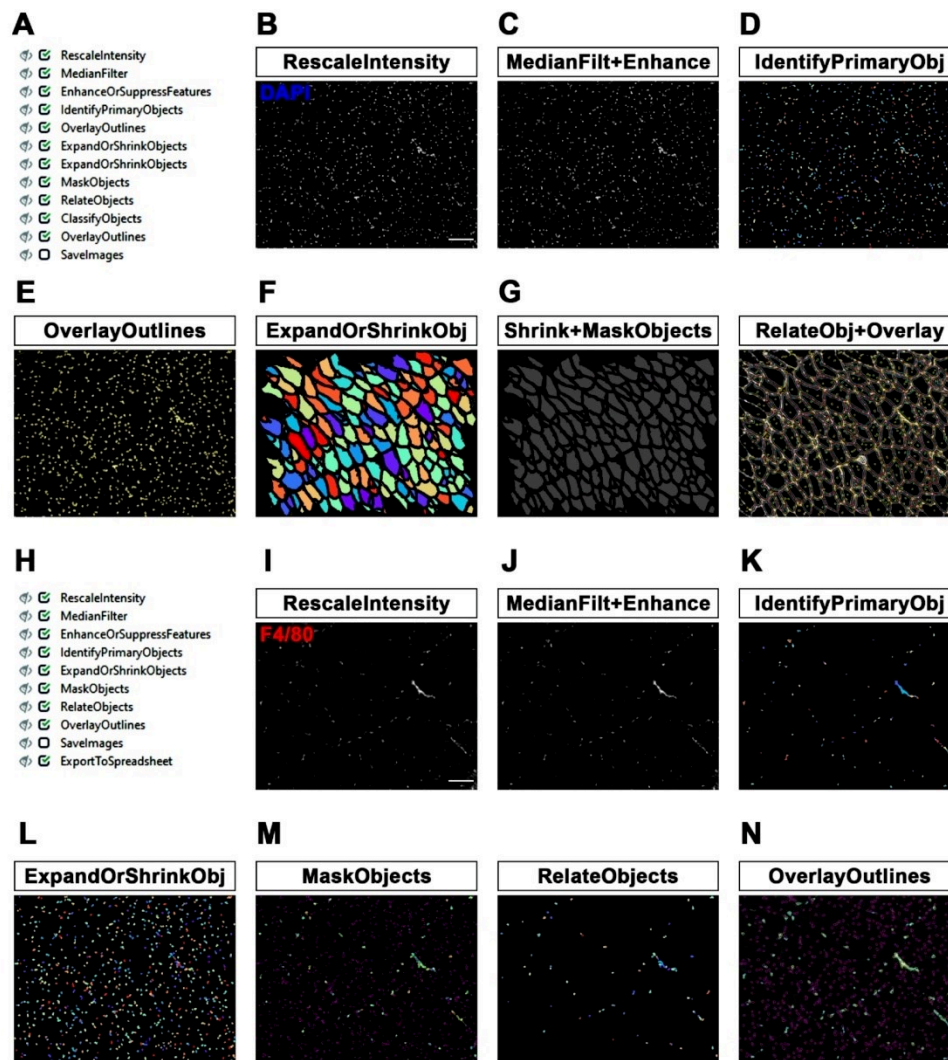 A
RescaleIntensity
MedianFilter
EnhanceOrSuppressFeatures
IdentifyPrimaryObjects
OverlayOutlines
ExpandOrShrinkObjects
ExpandOrShrinkObjects
MaskObjects
RelateObjects
ClassifyObjects
OverlayOutlines
SaveImages
B
RescaleIntensity
DAPI
C
MedianFilt+Enhance
D
IdentifyPrimaryObj
E
OverlayOutlines
F
ExpandOrShrinkObj
G
Shrink+MaskObjects
RelateObj+Overlay
H
RescaleIntensity
MedianFilter
EnhanceOrSuppressFeatures
IdentifyPrimaryObjects
ExpandOrShrinkObjects
MaskObjects
RelateObjects
OverlayOutlines
SaveImages
ExportToSpreadsheet
I
RescaleIntensity
F4/80
J
MedianFilt+Enhance
K
IdentifyPrimaryObj
L
ExpandOrShrinkObj
M
MaskObjects
RelateObjects
N
OverlayOutlines